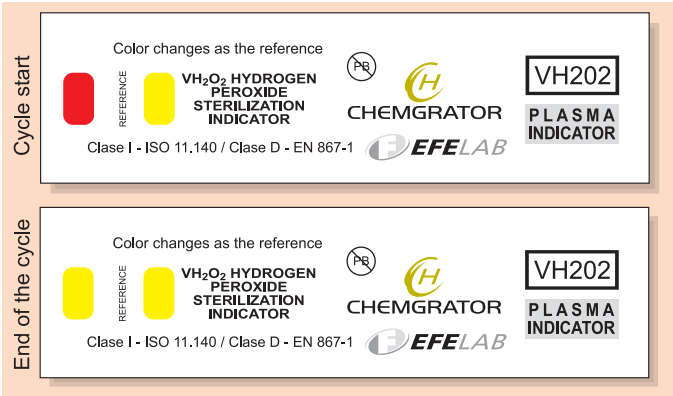 Cycle start
Color changes as the reference
REFERENCE
VH₂O₂ HYDROGEN
PEROXIDE
STERILIZATION
INDICATOR
Clase I - ISO 11.140 / Clase D - EN 867-1
PB
CH
CHEMGRATOR
EFELAB
VH202
PLASMA
INDICATOR
End of the cycle
Color changes as the reference
REFERENCE
VH₂O₂ HYDROGEN
PEROXIDE
STERILIZATION
INDICATOR
Clase I - ISO 11.140 / Clase D - EN 867-1
PB
CH
CHEMGRATOR
EFELAB
VH202
PLASMA
INDICATOR